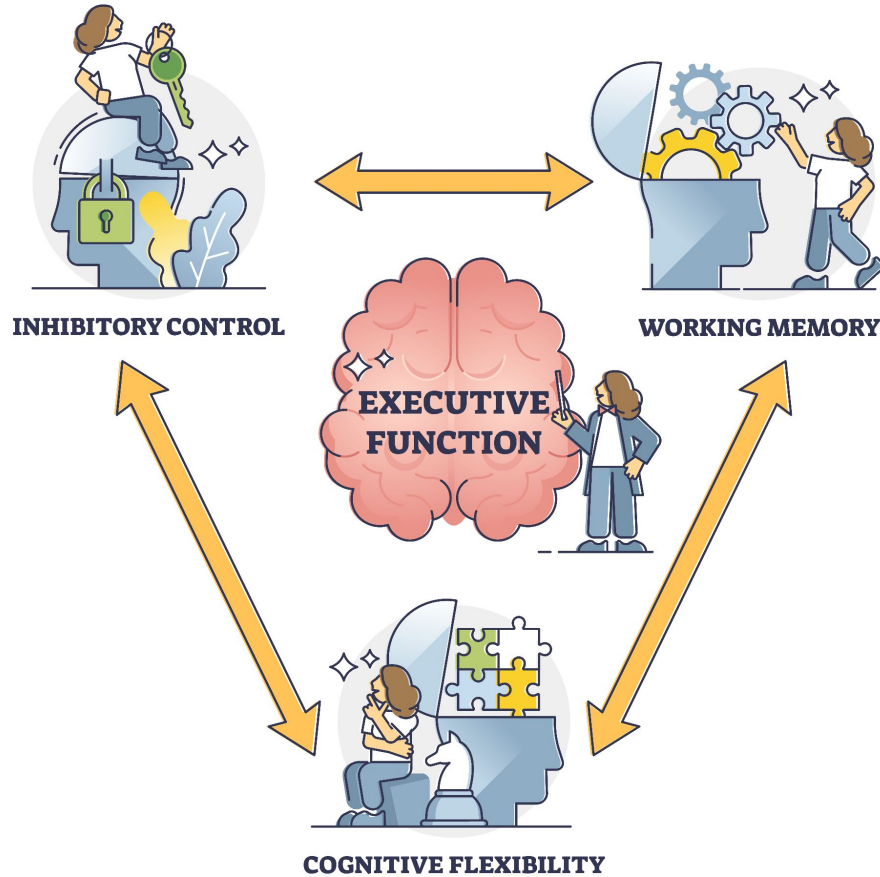 INHIBITORY CONTROL
WORKING MEMORY
EXECUTIVE
FUNCTION
COGNITIVE FLEXIBILITY